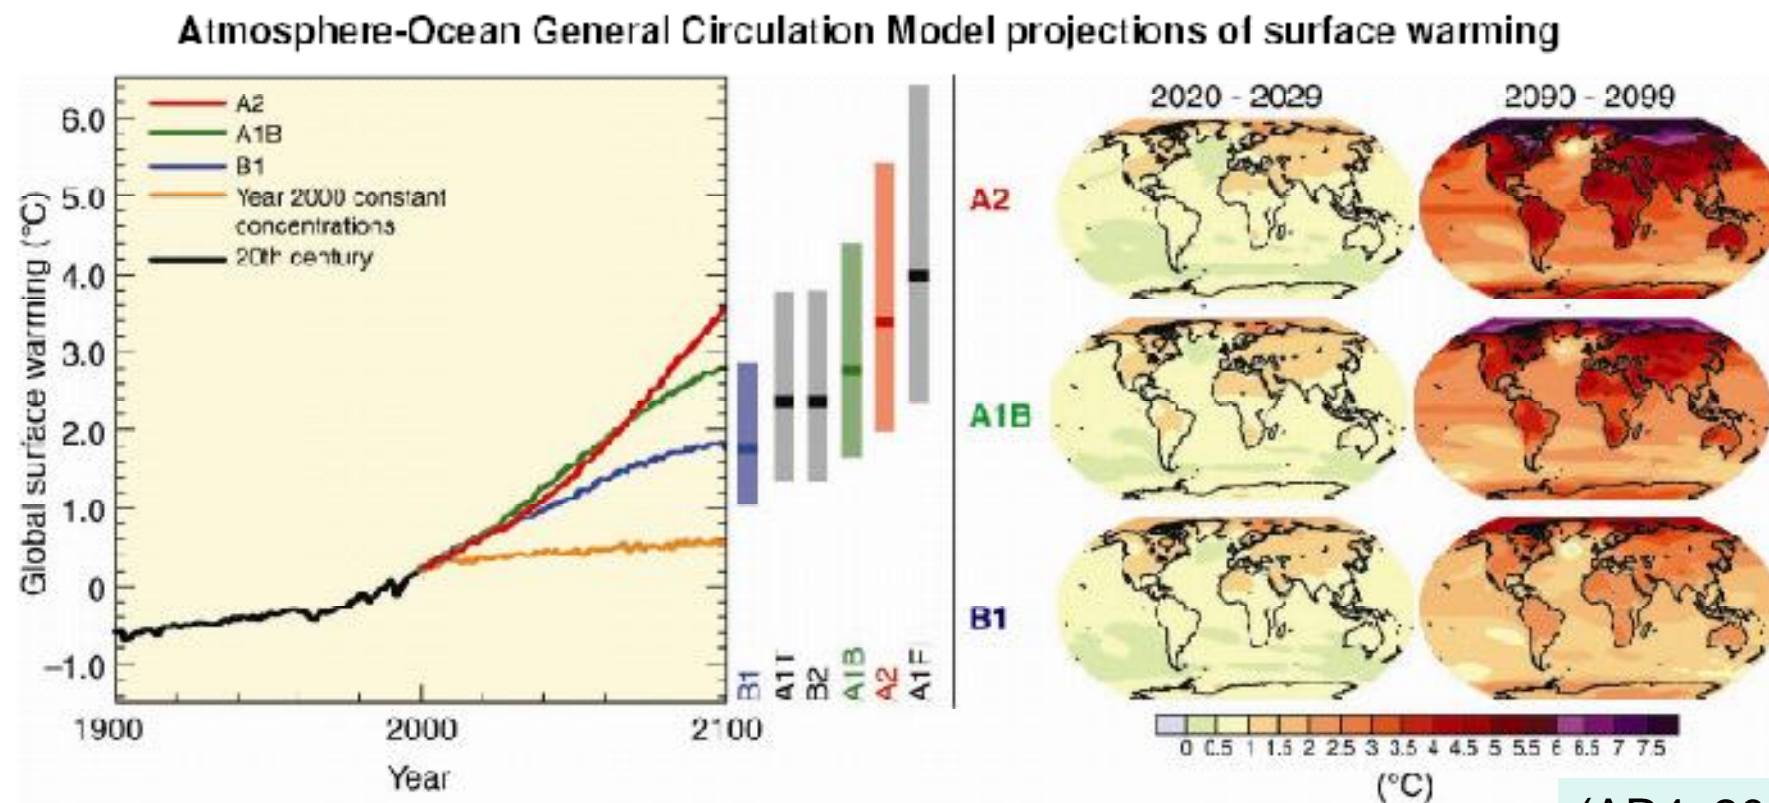 Atmosphere-Ocean General Circulation Model projections of surface warming
Global surface warming (°C)
6.0
5.0
4.0
3.0
2.0
1.0
0
−1.0
A2
A1B
B1
Year 2000 constant
concentrations
20th century
1900
2000
2100
Year
B1
A1T
B2
A1B
A2
A1F
2020 - 2029
2090 - 2099
A2
A1B
B1
0 0.5 1 1.5 2 2.5 3 3.5 4 4.5 5 5.5 6 6.5 7 7.5
(°C)